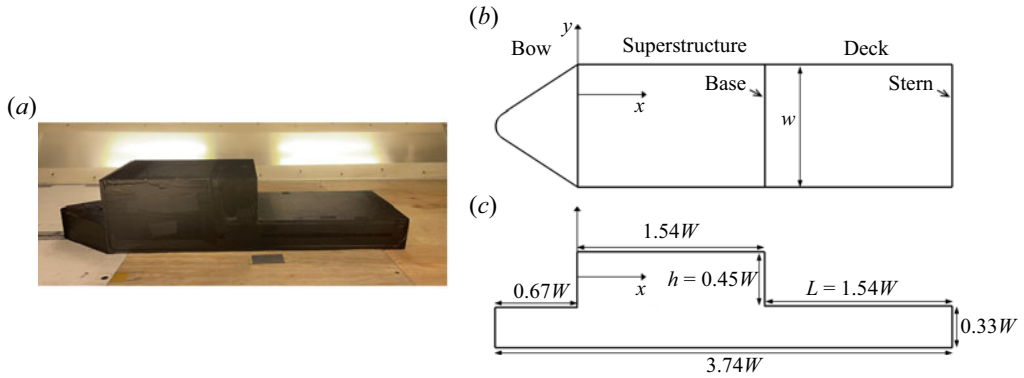 (a)
(b)
y
Bow
Superstructure
Deck
Base
Stern
x
w
(c)
1.54W
x
h = 0.45W
0.67W
L = 1.54W
0.33W
3.74W